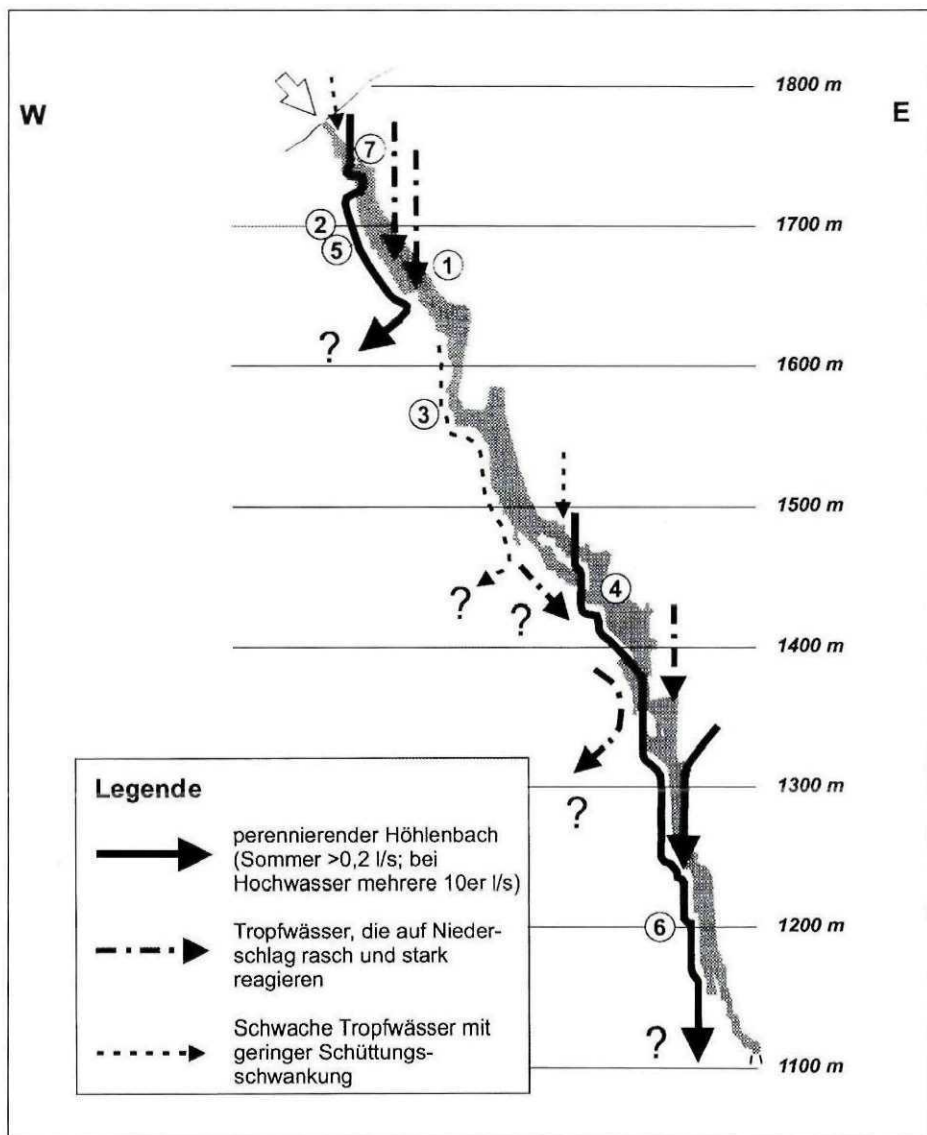 1800 m
W
E
7
1700 m
2
5
1
?
1600 m
3
1500 m
4
?
?
1400 m
1300 m
?
6
1200 m
?
1100 m
Legende
perennierender Höhlenbach
(Sommer >0,2 l/s; bei
Hochwasser mehrere 10er l/s)
Tropfwässer, die auf Nieder-
schlag rasch und stark
reagieren
Schwache Tropfwässer mit
geringer Schüttungs-
schwankung